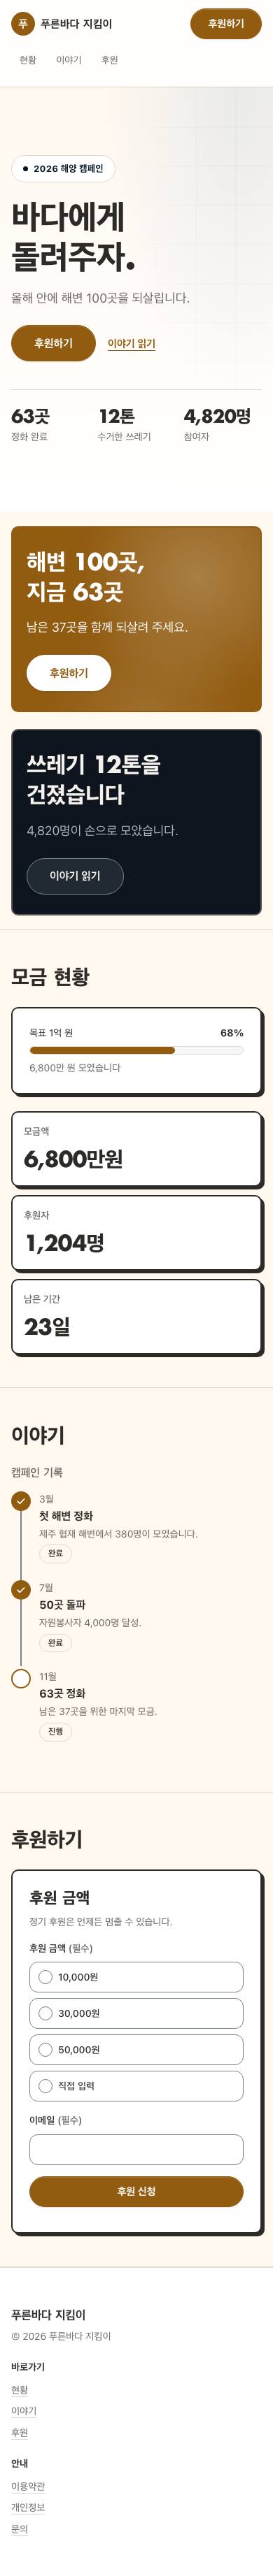 푸
푸른바다 지킴이
후원하기
현황
이야기
후원
2026 해양 캠페인
바다에게
돌려주자.
올해 안에 해변 100곳을 되살립니다.
후원하기
이야기 읽기
63곳
정화 완료
12톤
수거한 쓰레기
4,820명
참여자
해변 100곳,
지금 63곳
남은 37곳을 함께 되살려 주세요.
후원하기
쓰레기 12톤을
건졌습니다
4,820명이 손으로 모았습니다.
이야기 읽기
모금 현황
목표 1억 원
68%
6,800만 원 모였습니다
모금액
6,800만원
후원자
1,204명
남은 기간
23일
이야기
캠페인 기록
3월
첫 해변 정화
제주 협재 해변에서 380명이 모였습니다.
완료
7월
50곳 돌파
자원봉사자 4,000명 달성.
완료
11월
63곳 정화
남은 37곳을 위한 마지막 모금.
진행
후원하기
후원 금액
정기 후원은 언제든 멈출 수 있습니다.
후원 금액 (필수)
10,000원
30,000원
50,000원
직접 입력
이메일 (필수)
후원 신청
푸른바다 지킴이
© 2026 푸른바다 지킴이
바로가기
현황
이야기
후원
안내
이용약관
개인정보
문의